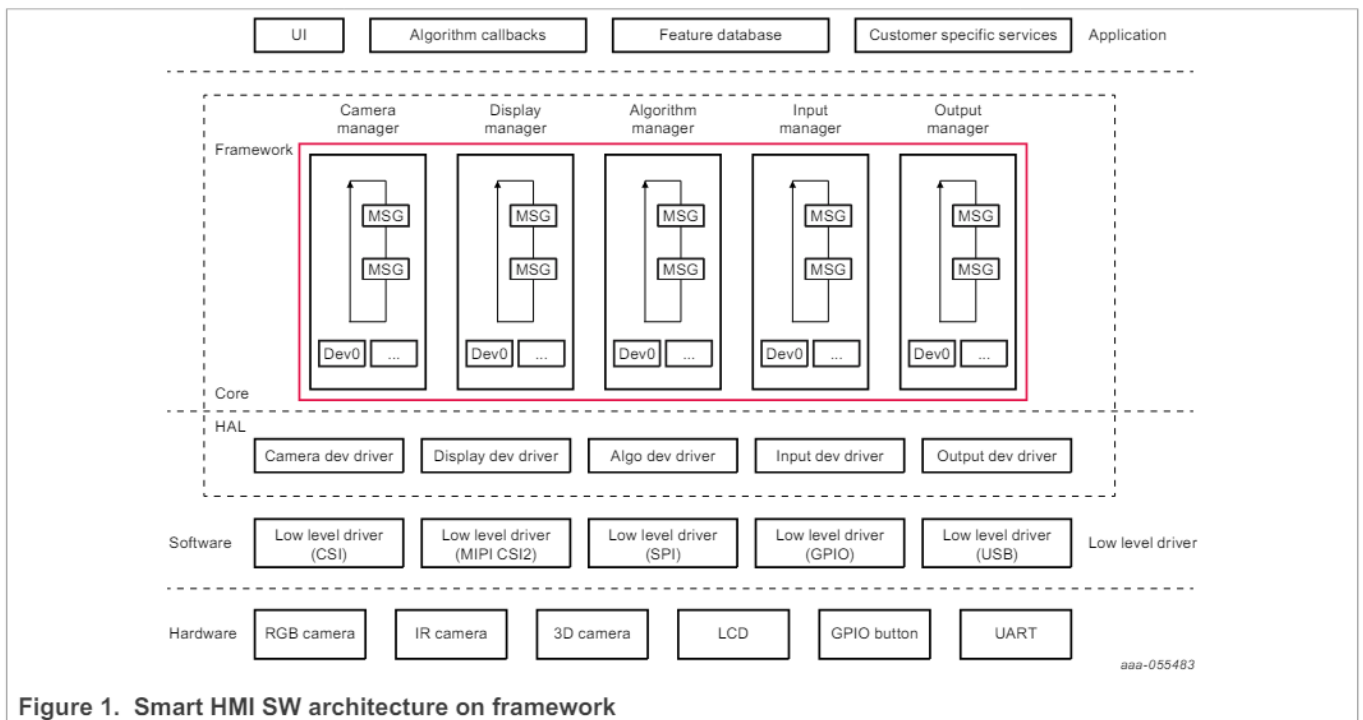 UI Algorithm callbacks Feature database Customer specific services Application
Camera manager Display manager Algorithm manager Input manager Output manager
Framework
MSG MSG MSG MSG MSG
MSG MSG MSG MSG MSG
Dev0 ... Dev0 ... Dev0 ... Dev0 ... Dev0 ...
Core
HAL
Camera dev driver Display dev driver Algo dev driver Input dev driver Output dev driver
Software Low level driver (CSI) Low level driver (MIPI CSI2) Low level driver (SPI) Low level driver (GPIO) Low level driver (USB) Low level driver
Hardware RGB camera IR camera 3D camera LCD GPIO button UART
aaa-055483
Figure 1. Smart HMI SW architecture on framework